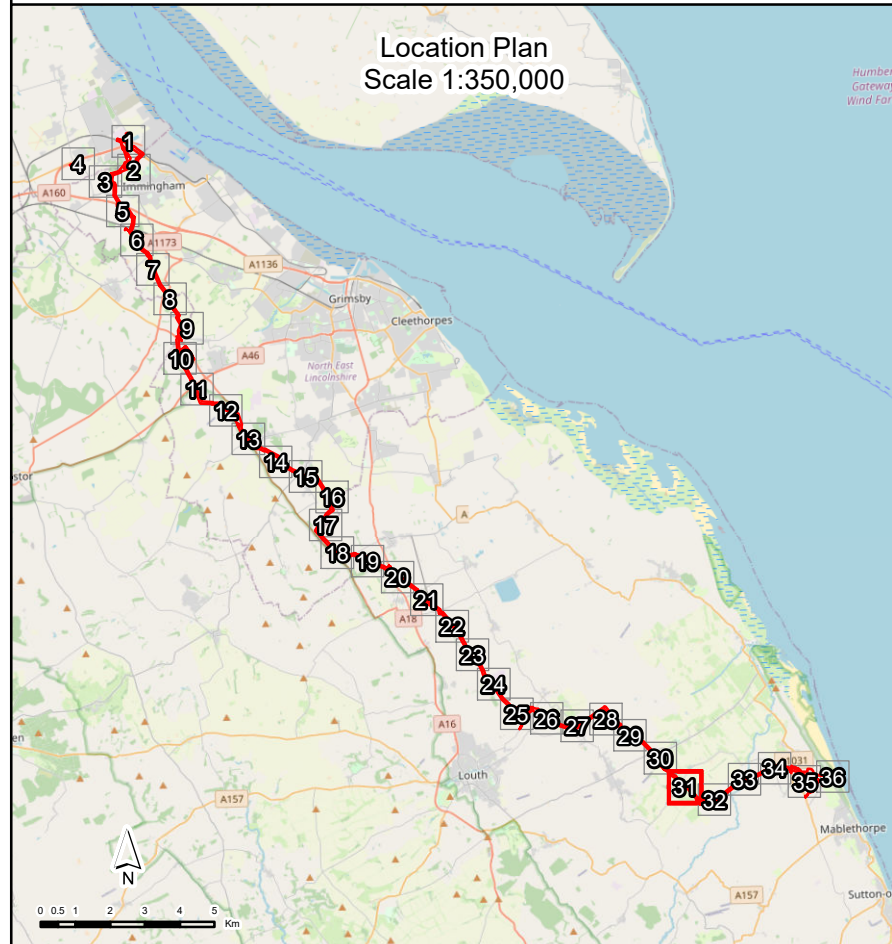 Location Plan
Scale 1:350,000
Humber
Gateway
Wind Far
1
4
2
3
Immingham
A160
5
6
A1173
7
A1136
8
Grimsby
9
Cleethorpes
10
A46
North East
Lincolnshire
11
12
13
14
stor
15
16
A
17
18
19
20
21
A18
22
23
24
25
26
27
28
A16
29
en
30
1031
34
36
Louth
33
35
31
32
A157
Mablethorpe
N
A157
Sutton-o
0 0.5 1 2 3 4 5
Km